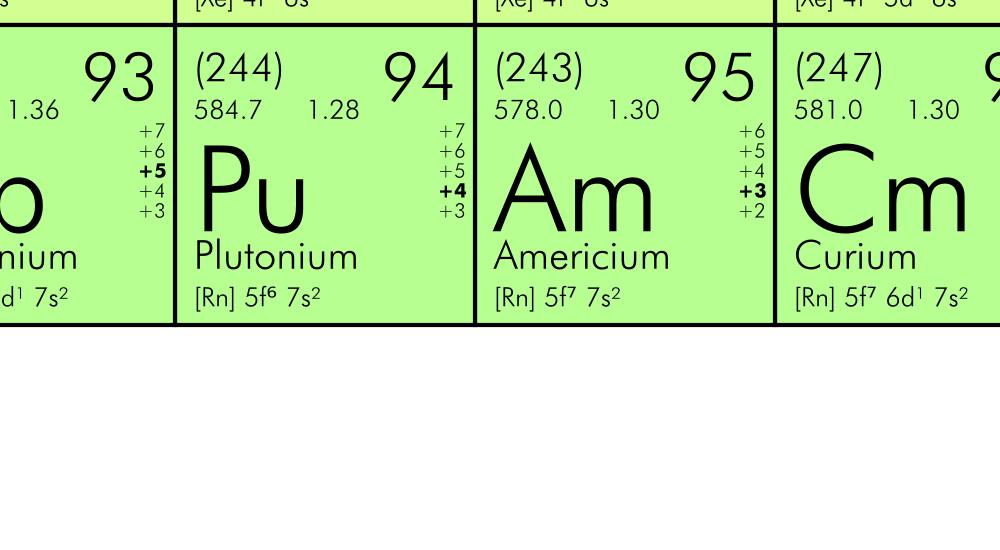 (244) 94
584.7 1.28
+7
+6
+5
+4
+3
Pu
Plutonium
[Rn] 5f⁶ 7s²
(243) 95
578.0 1.30
+6
+5
+4
+3
+2
Am
Americium
[Rn] 5f⁷ 7s²
(247)
581.0 1.30
Cm
Curium
[Rn] 5f⁷ 6d¹ 7s²
93
1.36
+7
+6
+5
+4
+3
nium
d¹ 7s²